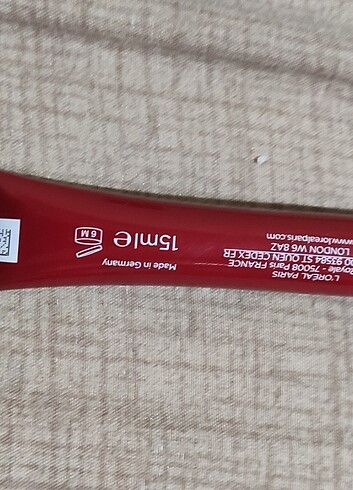 L'ORÉAL PARIS
Royale - 75008 Paris FRANCE
00 93584 ST OUEN CEDEX FR
LONDON W6 8AZ
www.lorealparis.com
Made in Germany
15ml e
6 M